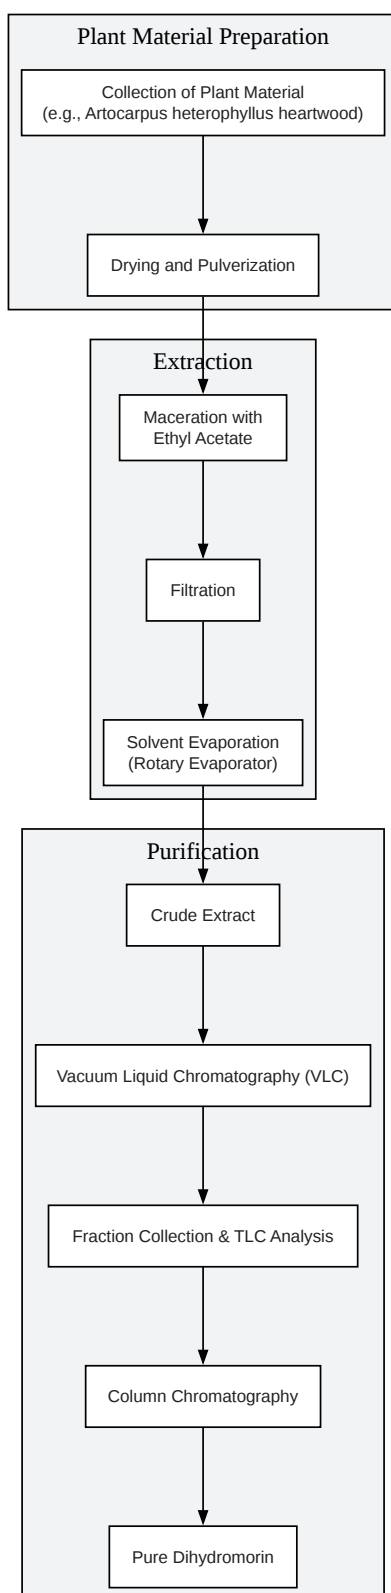 Plant Material Preparation
Collection of Plant Material
(e.g., Artocarpus heterophyllus heartwood)
Drying and Pulverization
Extraction
Maceration with
Ethyl Acetate
Filtration
Solvent Evaporation
(Rotary Evaporator)
Purification
Crude Extract
Vacuum Liquid Chromatography (VLC)
Fraction Collection & TLC Analysis
Column Chromatography
Pure Dihydromorin